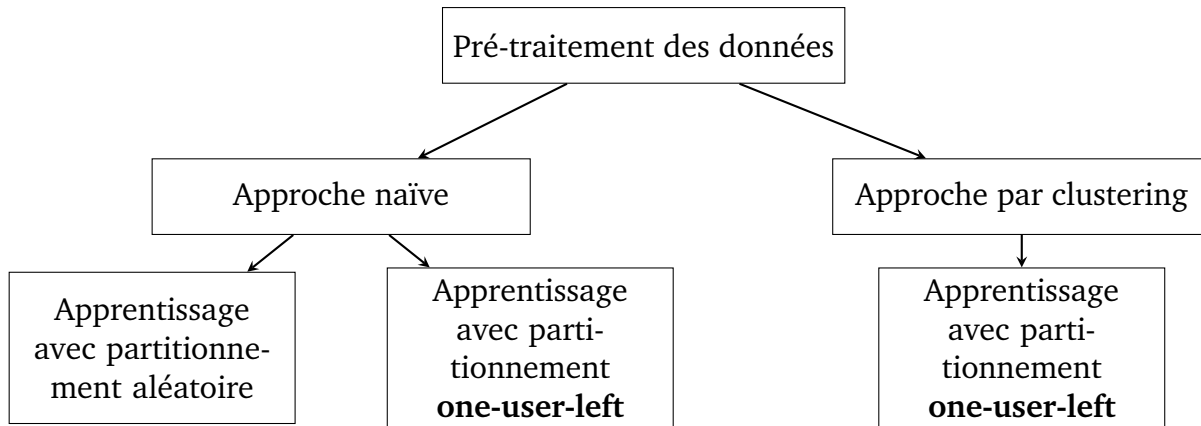 Pré-traitement des données
Approche naïve
Approche par clustering
Apprentissage
avec partitionne-
ment aléatoire
Apprentissage
avec parti-
tionnement
one-user-left
Apprentissage
avec parti-
tionnement
one-user-left